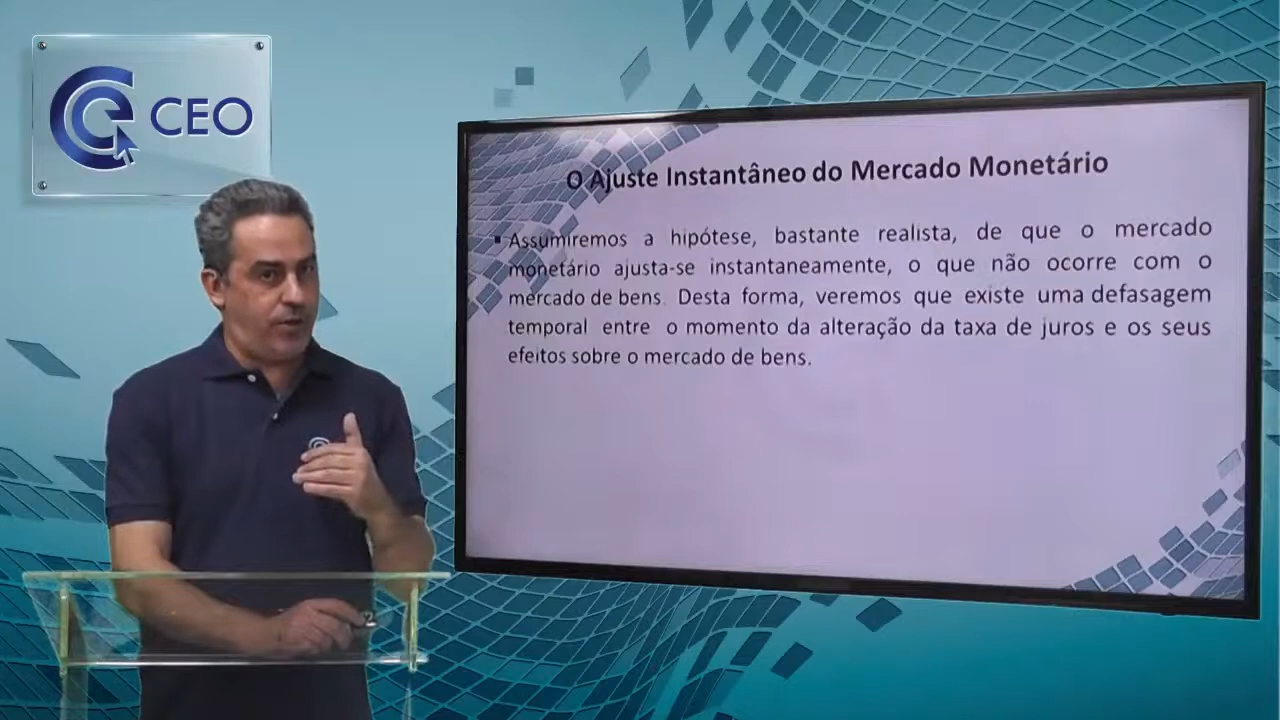 CEO
O Ajuste Instantâneo do Mercado Monetário
▪ Assumiremos a hipótese, bastante realista, de que o mercado
monetário ajusta-se instantaneamente, o que não ocorre com o
mercado de bens. Desta forma, veremos que existe uma defasagem
temporal entre o momento da alteração da taxa de juros e os seus
efeitos sobre o mercado de bens.